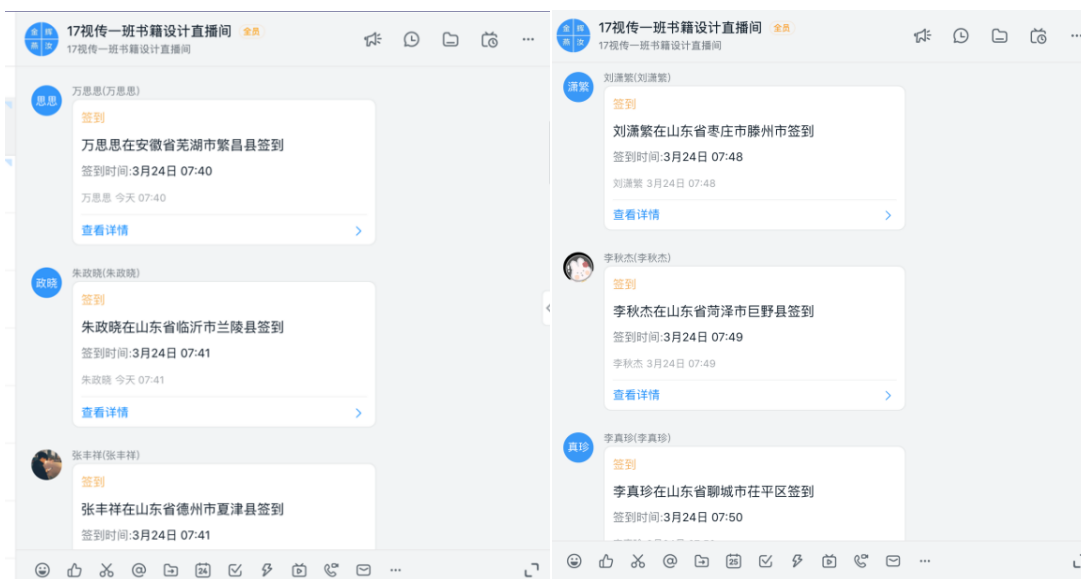 金 辉
燕 汝
17视传一班书籍设计直播间 全员
17视传一班书籍设计直播间
思思
万思思(万思思)
签到
万思思在安徽省芜湖市繁昌县签到
签到时间:3月24日 07:40
万思思 今天 07:40
查看详情
政晓
朱政晓(朱政晓)
签到
朱政晓在山东省临沂市兰陵县签到
签到时间:3月24日 07:41
朱政晓 今天 07:41
查看详情
张丰祥(张丰祥)
签到
张丰祥在山东省德州市夏津县签到
签到时间:3月24日 07:41
24
金 辉
燕 汝
17视传一班书籍设计直播间 全员
17视传一班书籍设计直播间
潇繁
刘潇繁(刘潇繁)
签到
刘潇繁在山东省枣庄市滕州市签到
签到时间:3月24日 07:48
刘潇繁 3月24日 07:48
查看详情
李秋杰(李秋杰)
签到
李秋杰在山东省菏泽市巨野县签到
签到时间:3月24日 07:49
李秋杰 3月24日 07:49
查看详情
真珍
李真珍(李真珍)
签到
李真珍在山东省聊城市茌平区签到
签到时间:3月24日 07:50
25